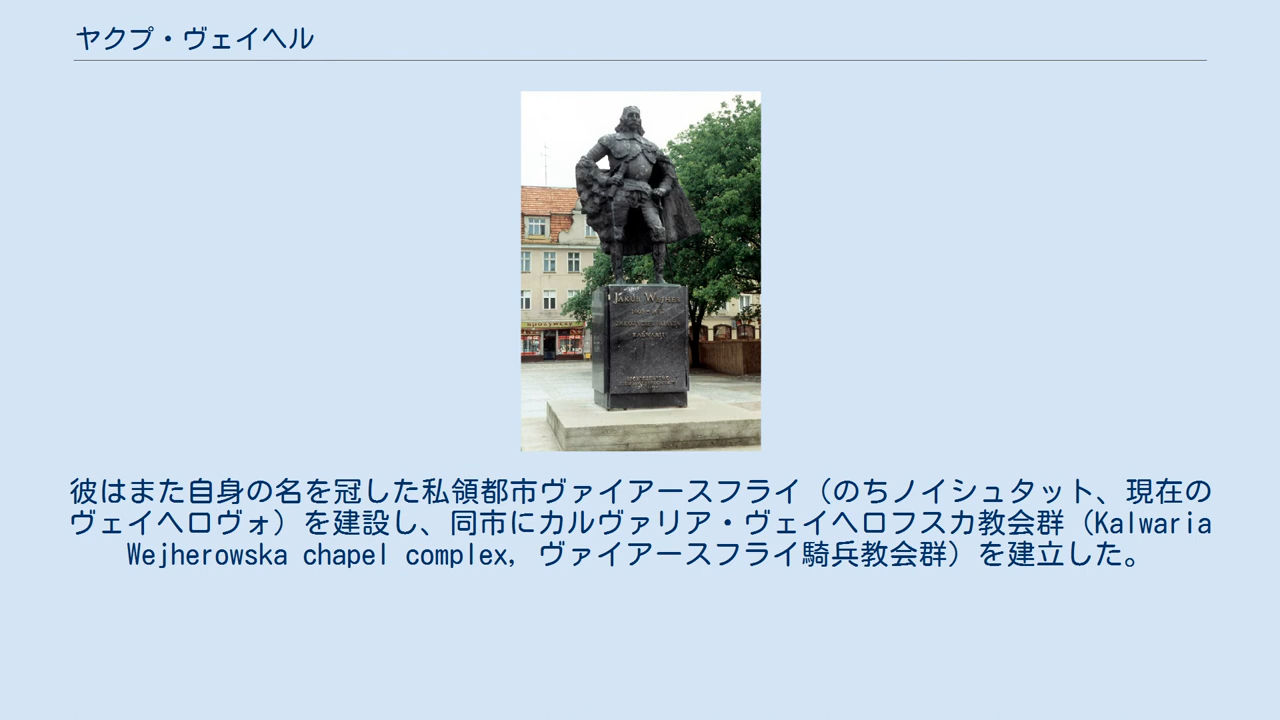 ヤクプ・ヴェイヘル
JAKUB WEJHER
彼はまた自身の名を冠した私領都市ヴァイアースフライ（のちノイシュタット、現在の
ヴェイヘロヴォ）を建設し、同市にカルヴァリア・ヴェイヘロフスカ教会群（Kalwaria
Wejherowska chapel complex, ヴァイアースフライ騎兵教会群）を建立した。